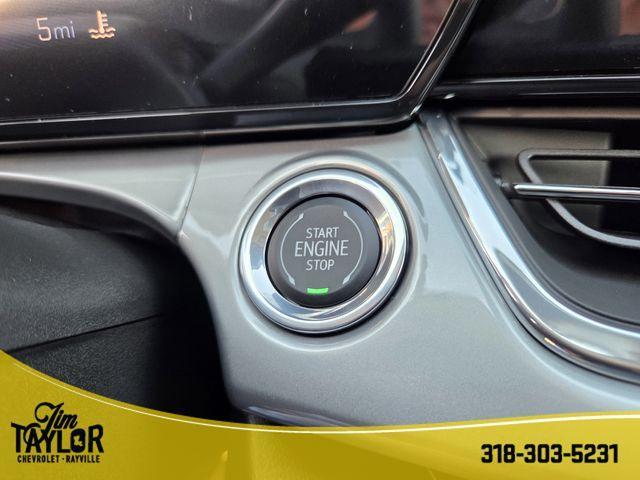 5mi
START
ENGINE
STOP
Jim
TAYLOR
CHEVROLET · RAYVILLE
318-303-5231